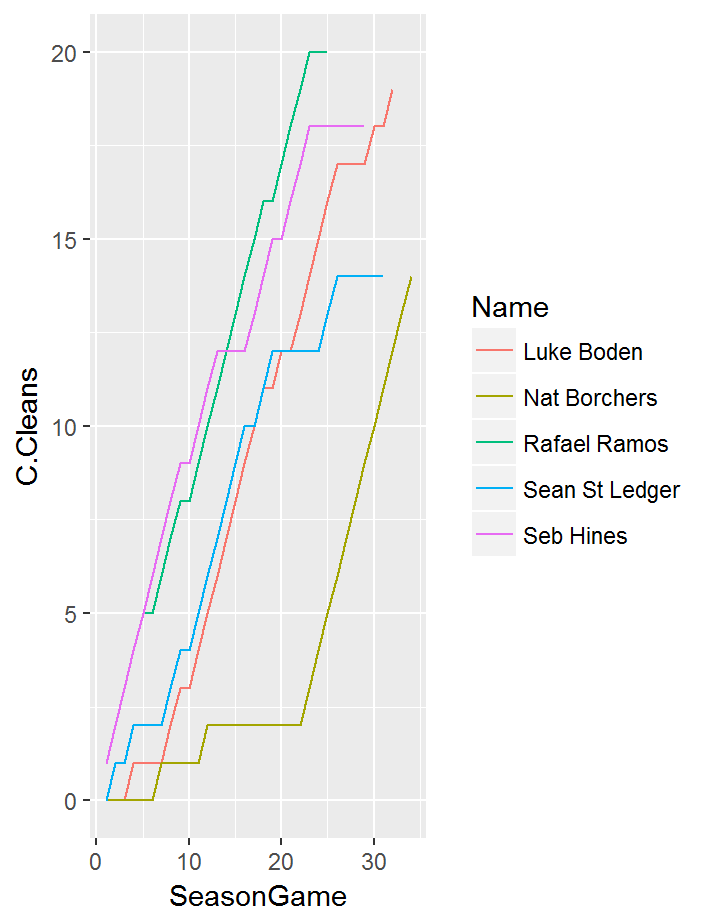 20
15
10
5
0
C.Cleans
0 10 20 30
SeasonGame
Name
Luke Boden
Nat Borchers
Rafael Ramos
Sean St Ledger
Seb Hines